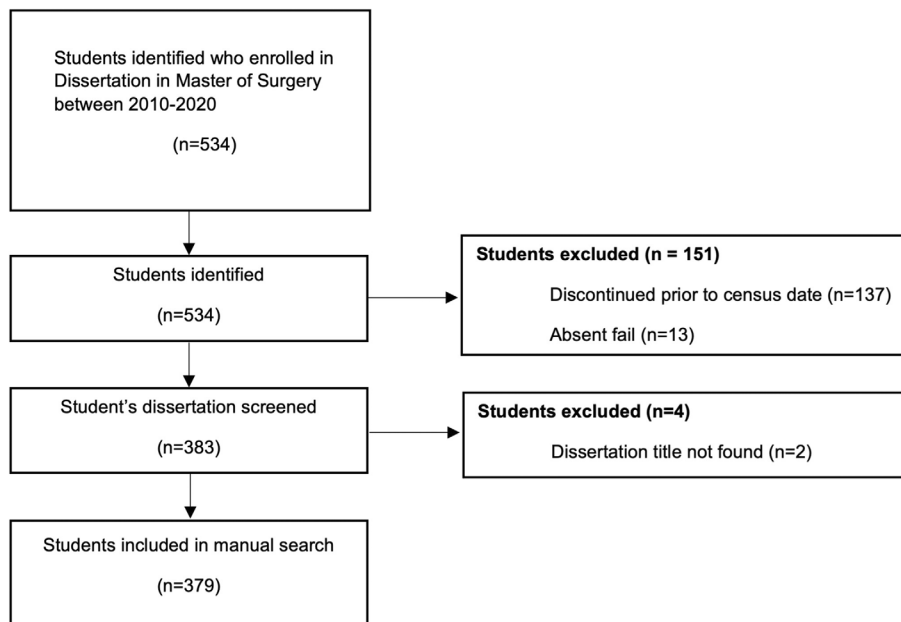 Students identified who enrolled in
Dissertation in Master of Surgery
between 2010-2020
(n=534)
Students identified
(n=534)
Students excluded (n = 151)
Discontinued prior to census date (n=137)
Absent fail (n=13)
Student’s dissertation screened
(n=383)
Students excluded (n=4)
Dissertation title not found (n=2)
Students included in manual search
(n=379)